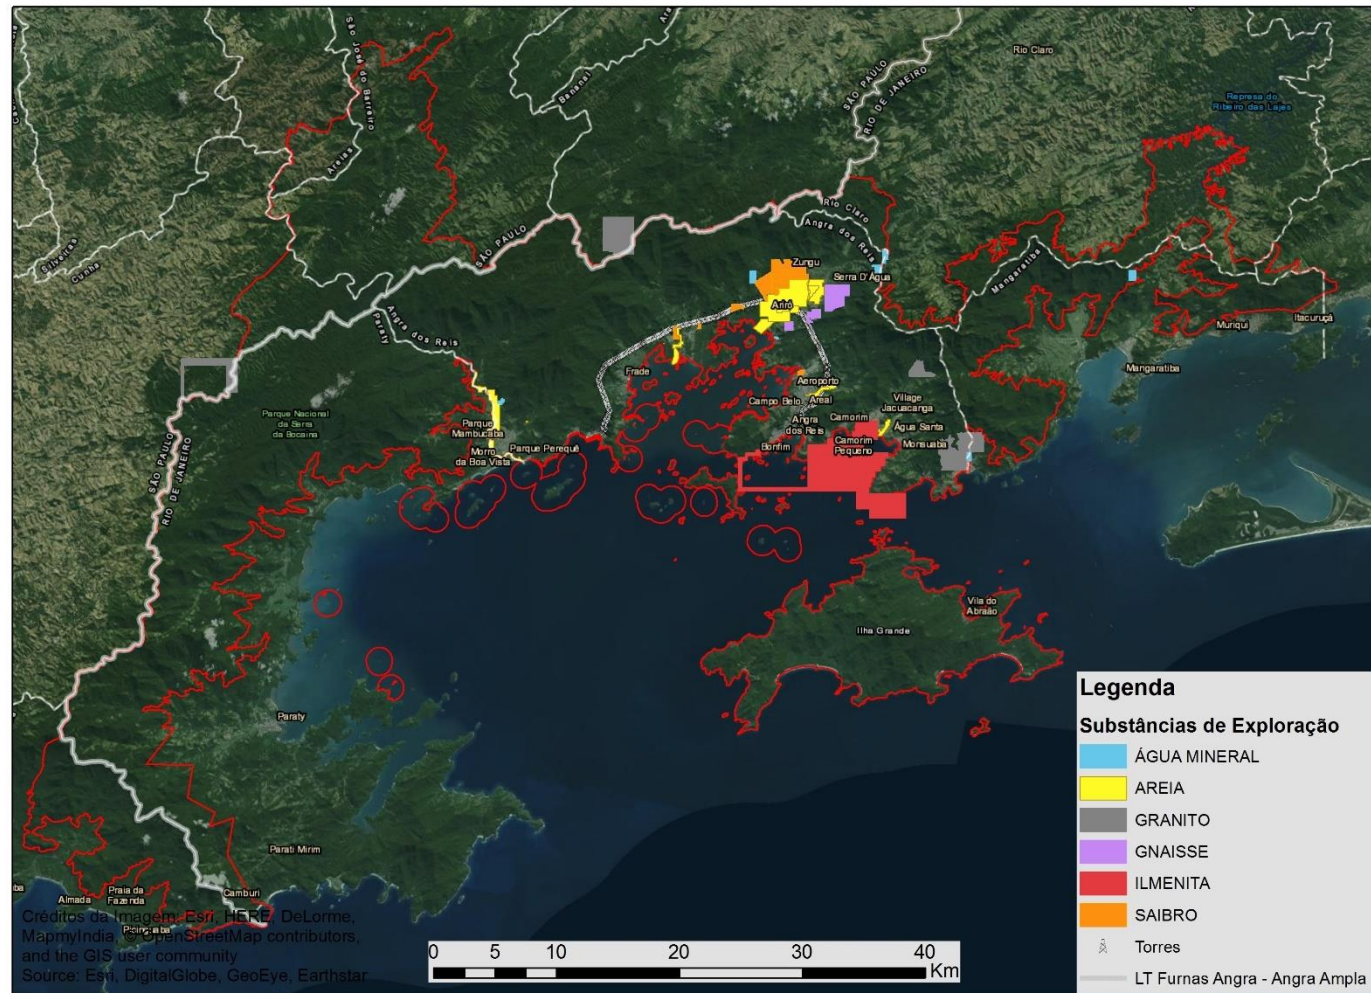 São José do Barreiro
Bananal
Ara
Rio Claro
SÃO PAULO
RIO DE JANEIRO
Represa do
Ribeirão das Lajes
Areias
Silveiras
Cunha
SÃO PAULO
Rio Claro
Angra dos Reis
Zungu
Serra D'Água
Ariró
Mangaratiba
Muriqui
Itacuruçá
Mangaratiba
Angra dos Reis
Paraty
Frade
Aeroporto
Campo Belo
Areal
Village
Jacuacanga
Angra
dos Reis
Camorim
Água Santa
Camorim
Pequeno
Monsuaba
Bonfim
Parque Nacional
da Serra
da Bocaina
Parque
Mambucaba
Morro
da Boa Vista
Parque Perequê
SÃO PAULO
RIO DE JANEIRO
Vila do
Abraão
Ilha Grande
Paraty
Parati Mirim
Camburi
Praia da
Fazenda
Almada
Picinguaba
Créditos da Imagem: Esri, HERE, DeLorme,
MapmyIndia, © OpenStreetMap contributors,
and the GIS user community
Source: Esri, DigitalGlobe, GeoEye, Earthstar
0 5 10 20 30 40
Km
Legenda
Substâncias de Exploração
ÁGUA MINERAL
AREIA
GRANITO
GNAISSE
ILMENITA
SAIBRO
Torres
LT Furnas Angra - Angra Ampla